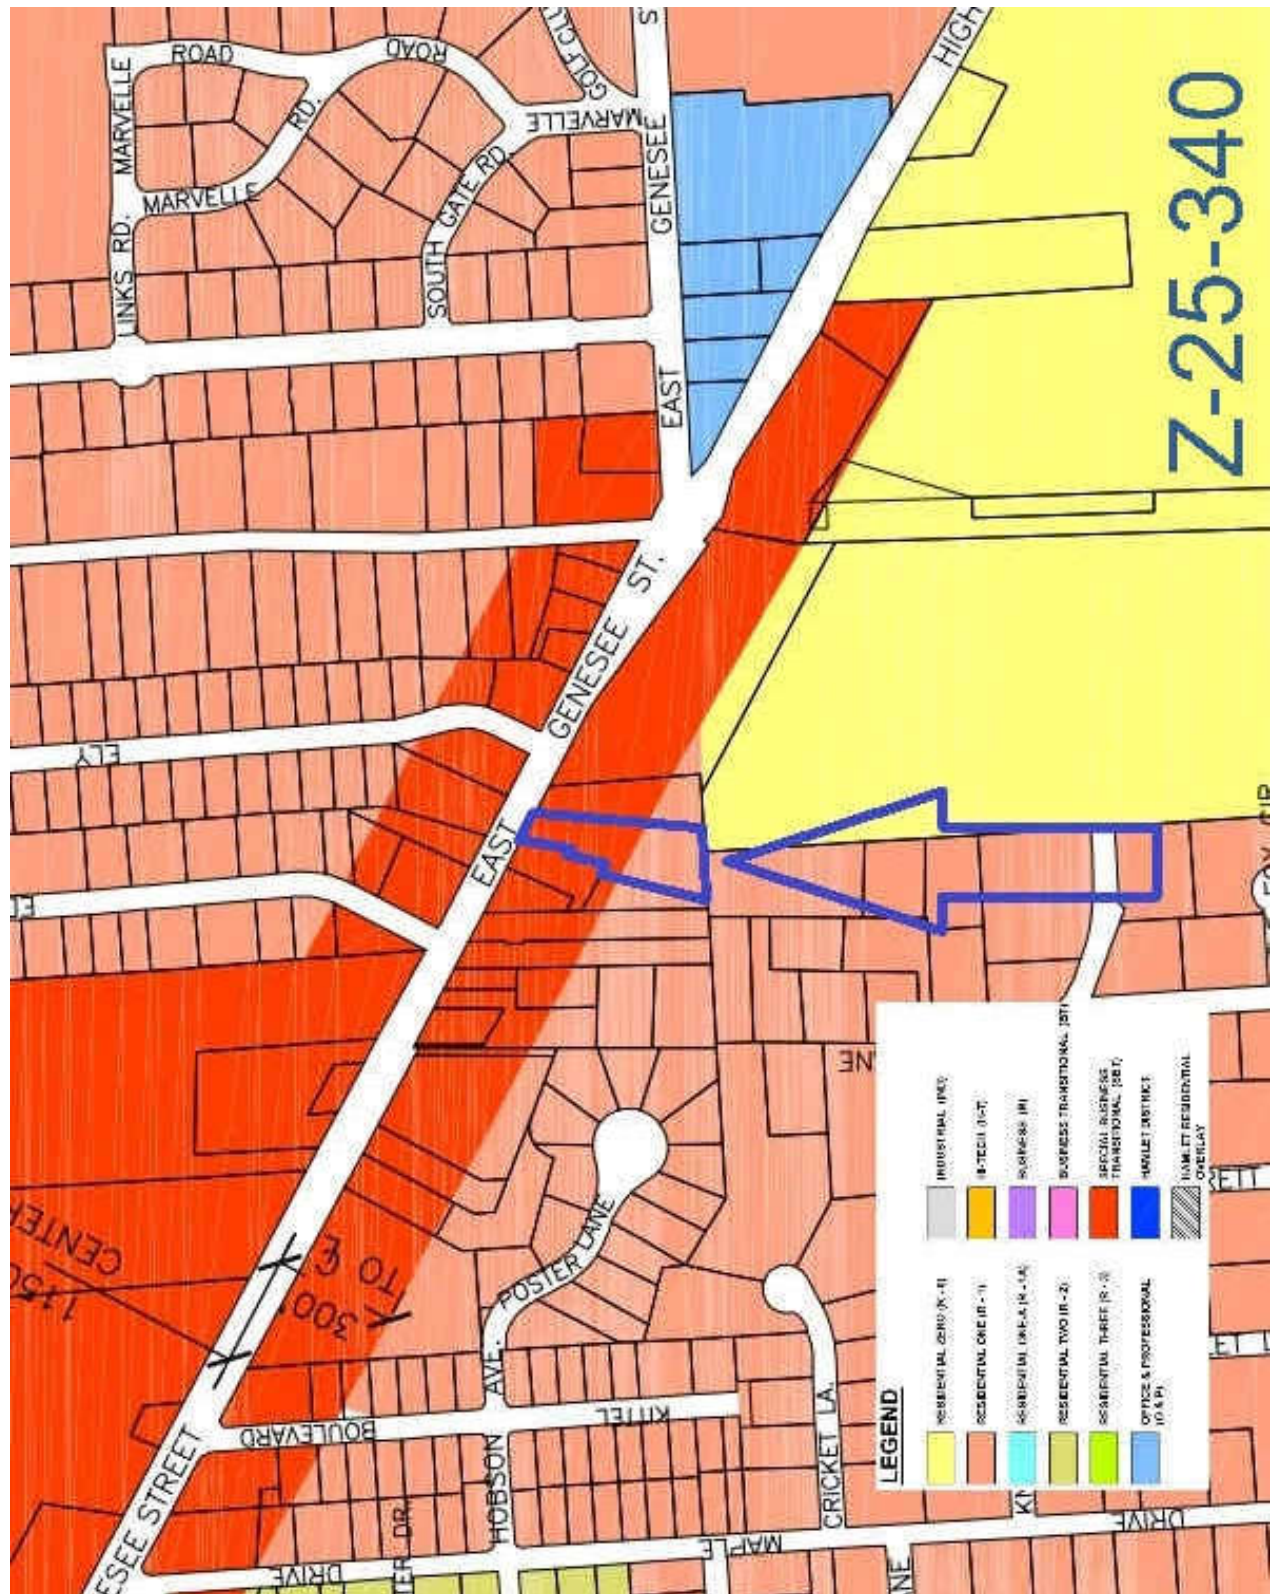 MARVELLE
ROAD
ROAD
GOLF
MARVELLE
RD.
MARVELLE
LINKS RD.
SOUTH GATE RD.
EAST
GENESEE
S.
HIGH
Z-25-340
ELY
EAST
GENESEE
ST.
FOX CIR
1150
CENTER
300'
TO ℄
POSTER LANE
HOBSON
AVE.
BOULEVARD
KITTEL
CRICKET LA.
MAPLE
DRIVE
DRIVE
ESEE STREET
LEGEND
RESIDENTIAL ZERO (R - 0)
RESIDENTIAL ONE (R - 1)
RESIDENTIAL ONE A (R - 1A)
RESIDENTIAL TWO (R - 2)
RESIDENTIAL THREE (R - 3)
OFFICE & PROFESSIONAL
(O & P)
INDUSTRIAL (IND)
HI-TECH (H-T)
BUSINESS (B)
BUSINESS TRANSITIONAL (BT)
SPECIAL BUSINESS
TRANSITIONAL (SBT)
HAMLET DISTRICT
HAMLET RESIDENTIAL
OVERLAY